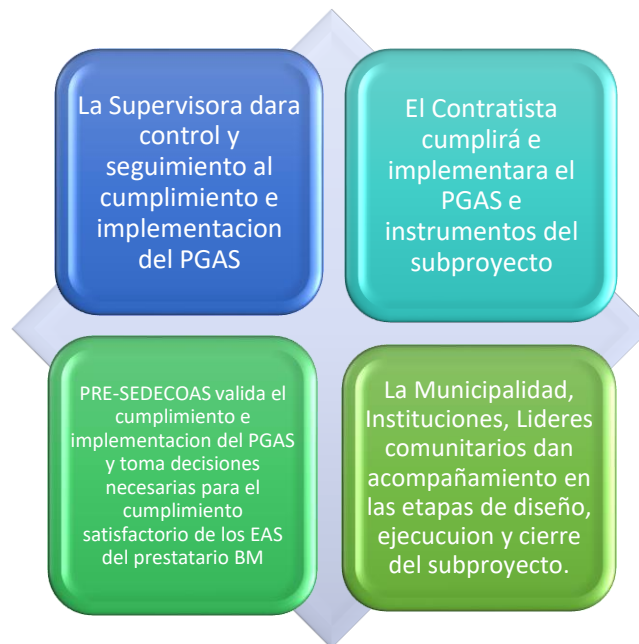 La Supervisora dara
control y
seguimiento al
cumplimiento e
implementacion
del PGAS
El Contratista
cumplirá e
implementara el
PGAS e
instrumentos del
subproyecto
PRE-SEDECOAS valida el
cumplimiento e
implementacion del PGAS
y toma decisiones
necesarias para el
cumplimiento
satisfactorio de los EAS
del prestatario BM
La Municipalidad,
Instituciones, Lideres
comunitarios dan
acompañamiento en
las etapas de diseño,
ejecucuion y cierre
del subproyecto.